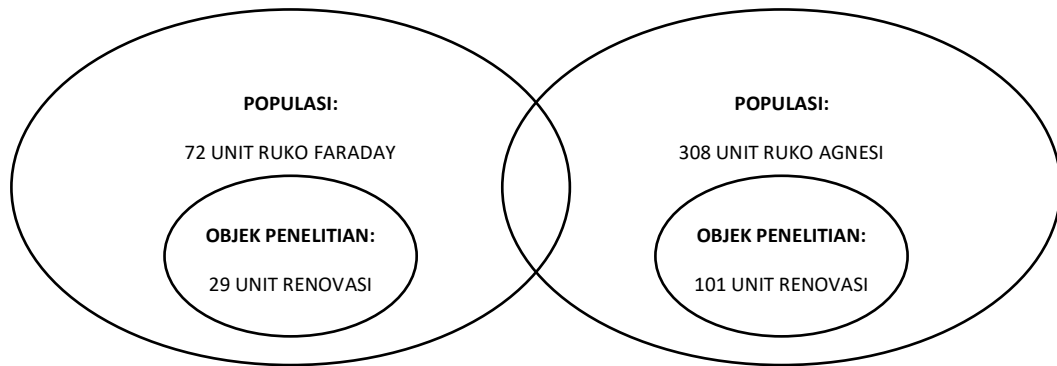 POPULASI:
72 UNIT RUKO FARADAY
OBJEK PENELITIAN:
29 UNIT RENOVASI
POPULASI:
308 UNIT RUKO AGNESI
OBJEK PENELITIAN:
101 UNIT RENOVASI